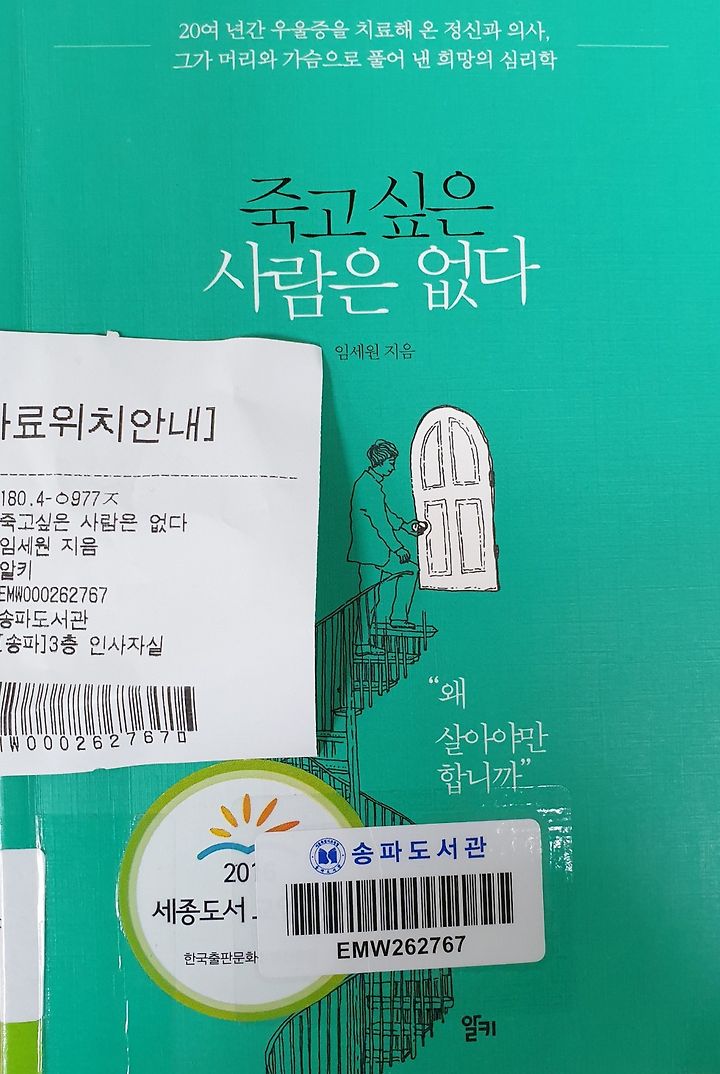 20여 년간 우울증을 치료해 온 정신과 의사,
그가 머리와 가슴으로 풀어 낸 희망의 심리학
죽고 싶은
사람은 없다
임세원 지음
료위치안내]
180.4-ㅇ977ㅈ
죽고싶은 사람은 없다
임세원 지음
알키
EMW000262767
송파도서관
[송파]3층 인사자실
"왜
살아야만
합니까"
세종도서
한국출판문화
송파도서관
EMW262767
알키